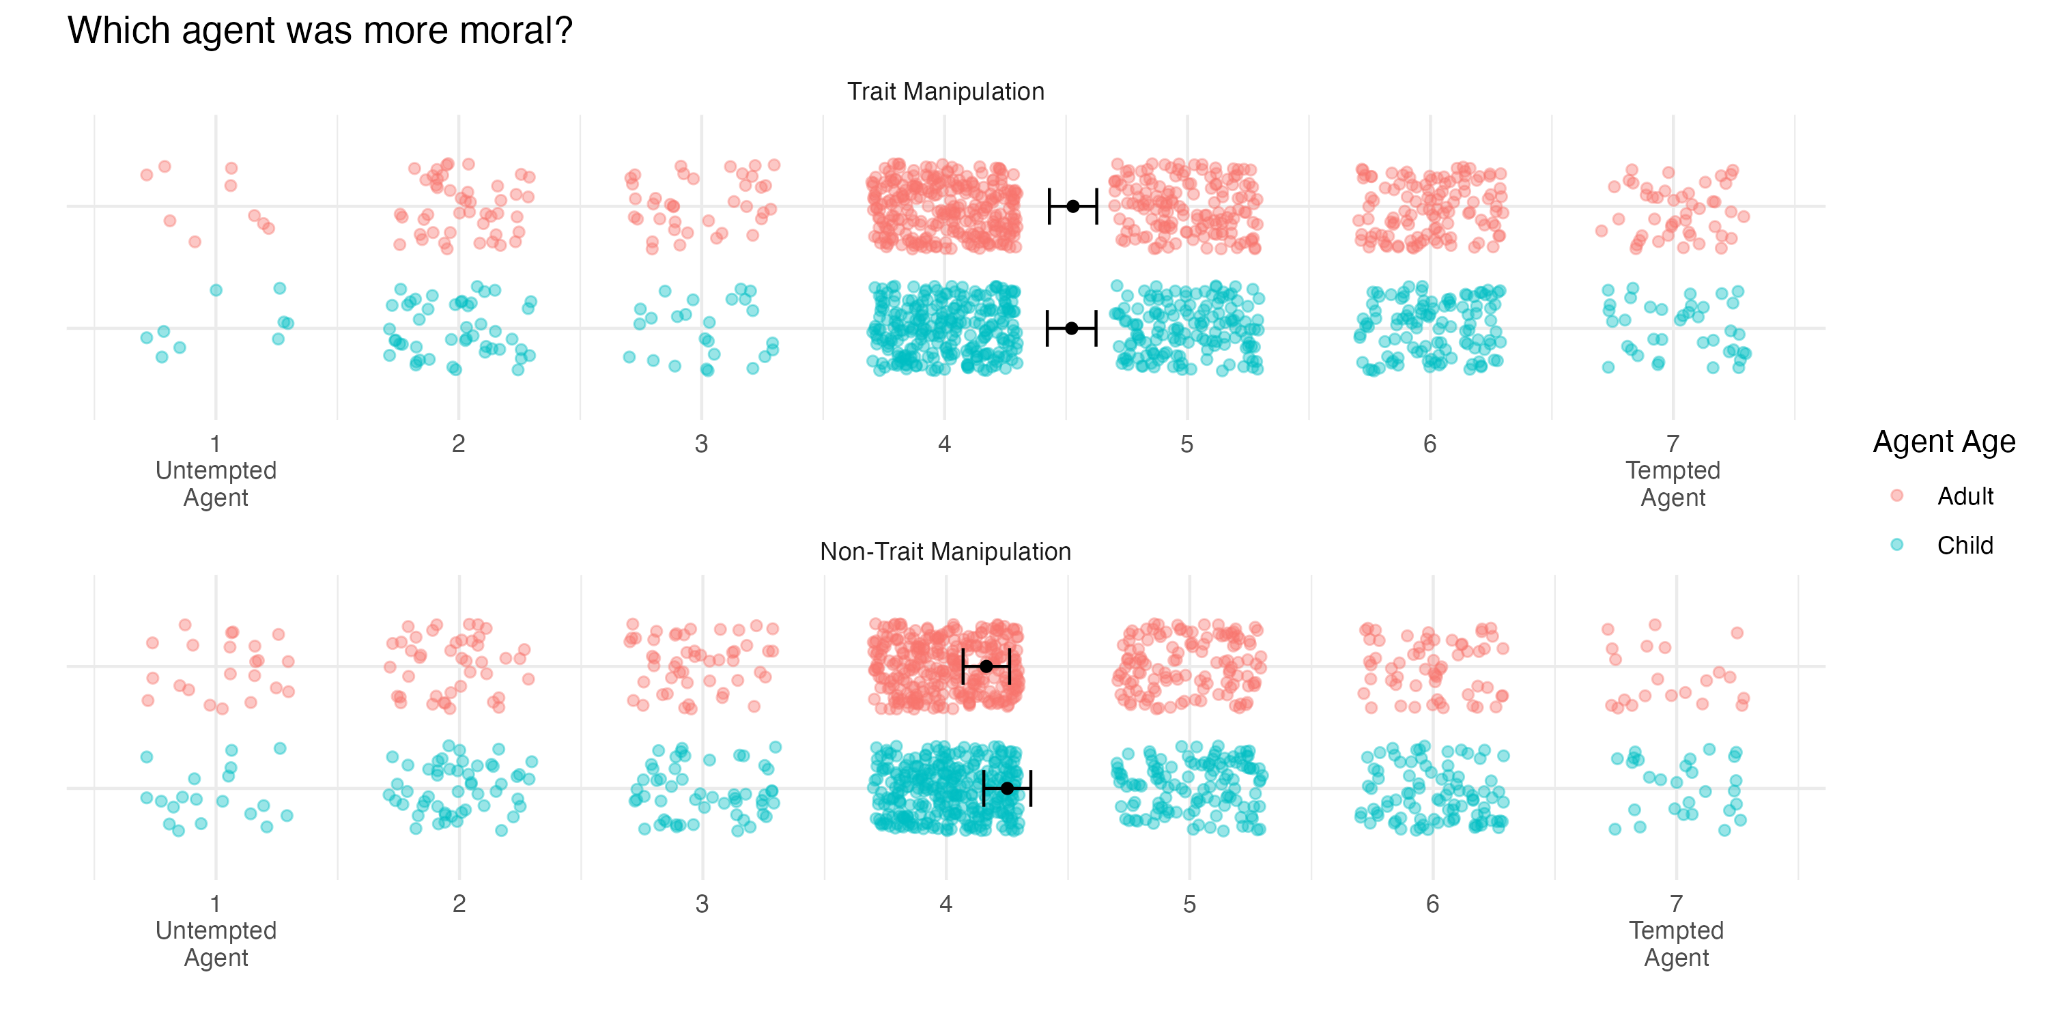 Which agent was more moral?
Trait Manipulation
1 2 3 4 5 6 7
Untempted Agent
Tempted Agent
Agent Age
Adult
Child
Non-Trait Manipulation
1 2 3 4 5 6 7
Untempted Agent
Tempted Agent